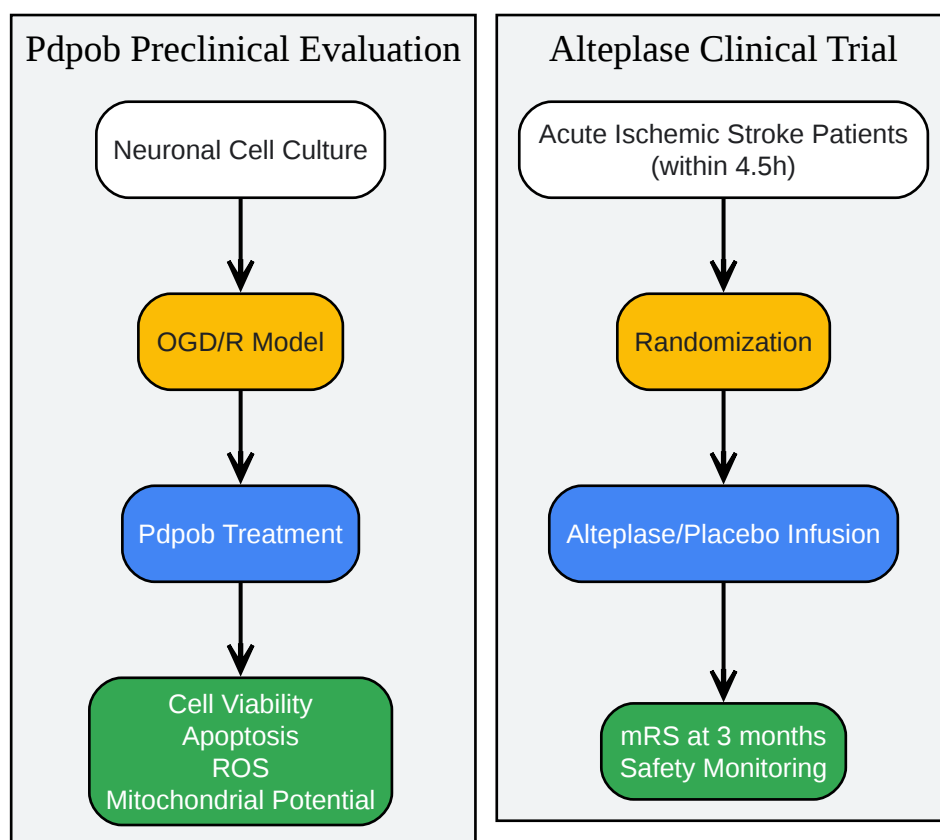 Pdpob Preclinical Evaluation
Neuronal Cell Culture
OGD/R Model
Pdpob Treatment
Cell Viability
Apoptosis
ROS
Mitochondrial Potential
Alteplase Clinical Trial
Acute Ischemic Stroke Patients
(within 4.5h)
Randomization
Alteplase/Placebo Infusion
mRS at 3 months
Safety Monitoring